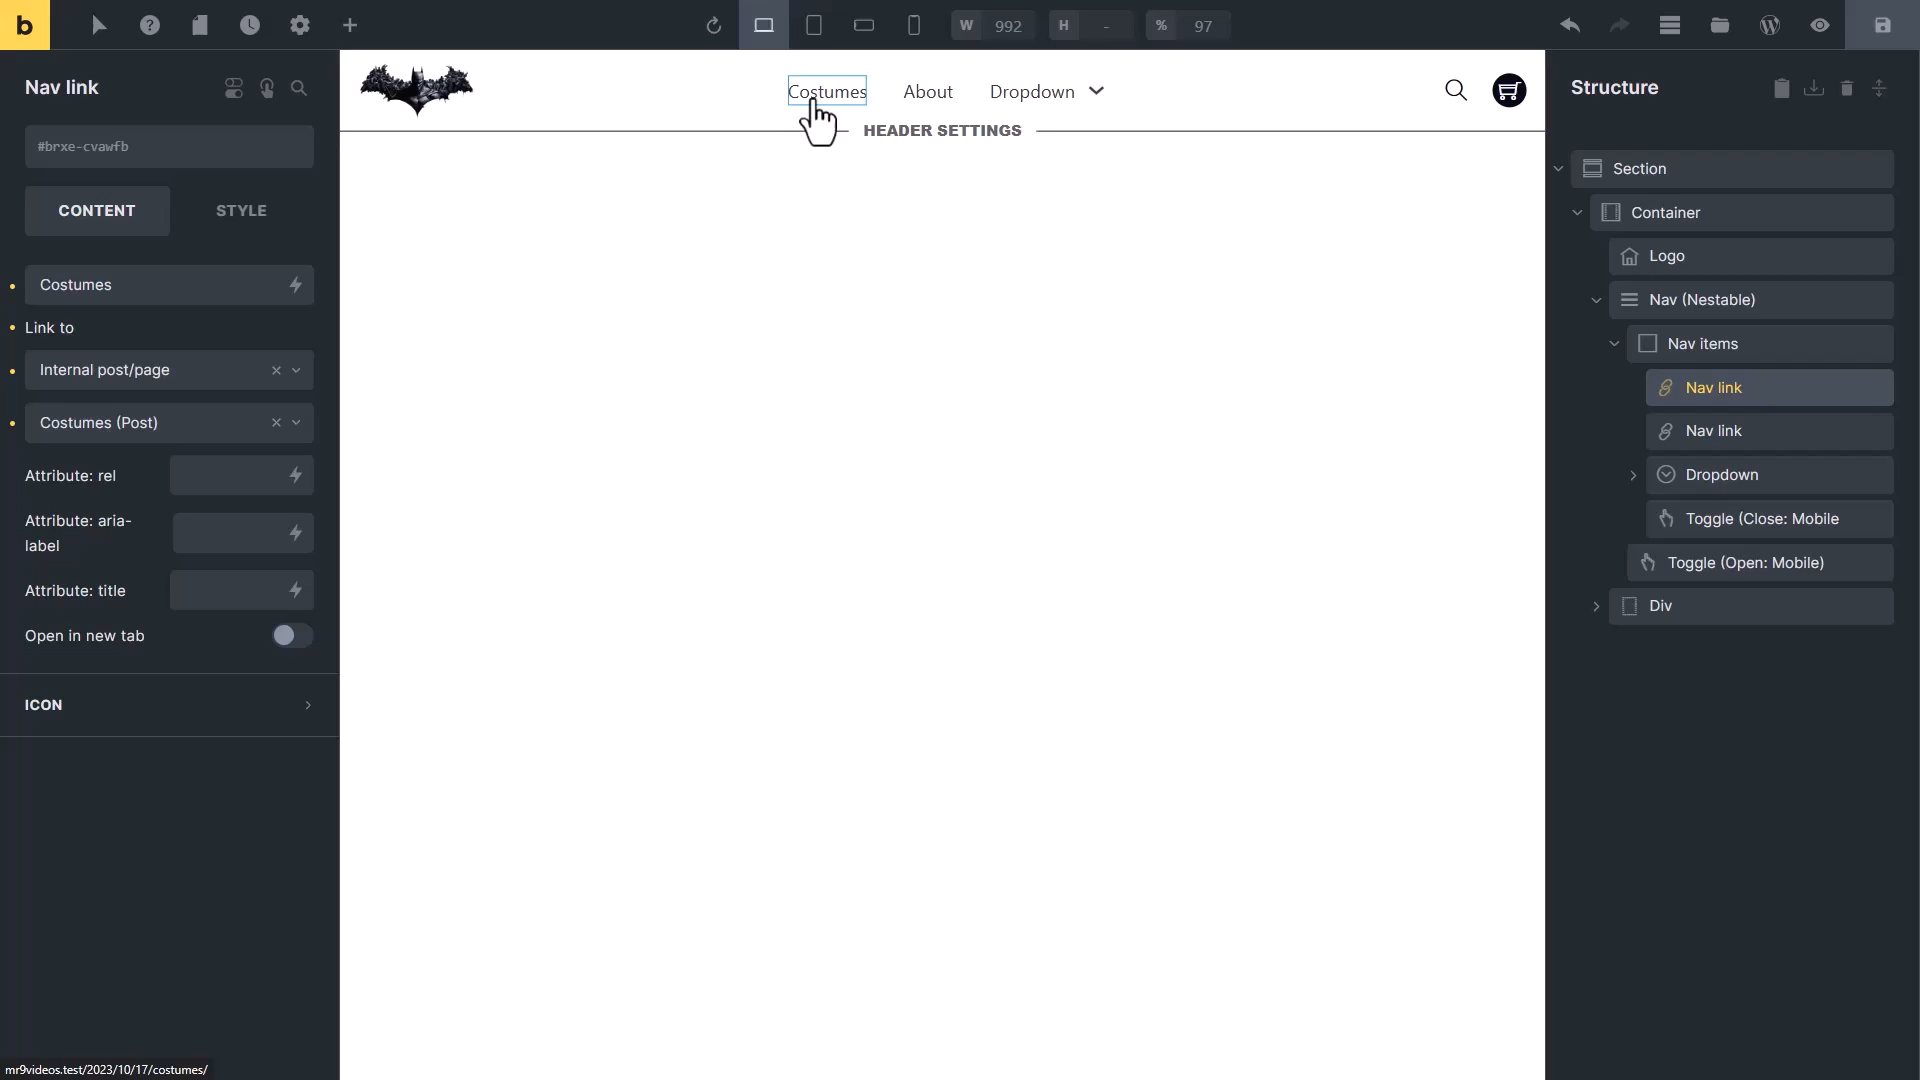 b
W 992 H - % 97
Nav link
#brxe-cvawfb
CONTENT STYLE
Costumes
Link to
Internal post/page
Costumes (Post)
Attribute: rel
Attribute: aria-
label
Attribute: title
Open in new tab
ICON
mr9videos.test/2023/10/17/costumes/
Costumes About Dropdown
HEADER SETTINGS
Structure
Section
Container
Logo
Nav (Nestable)
Nav items
Nav link
Nav link
Dropdown
Toggle (Close: Mobile
Toggle (Open: Mobile)
Div